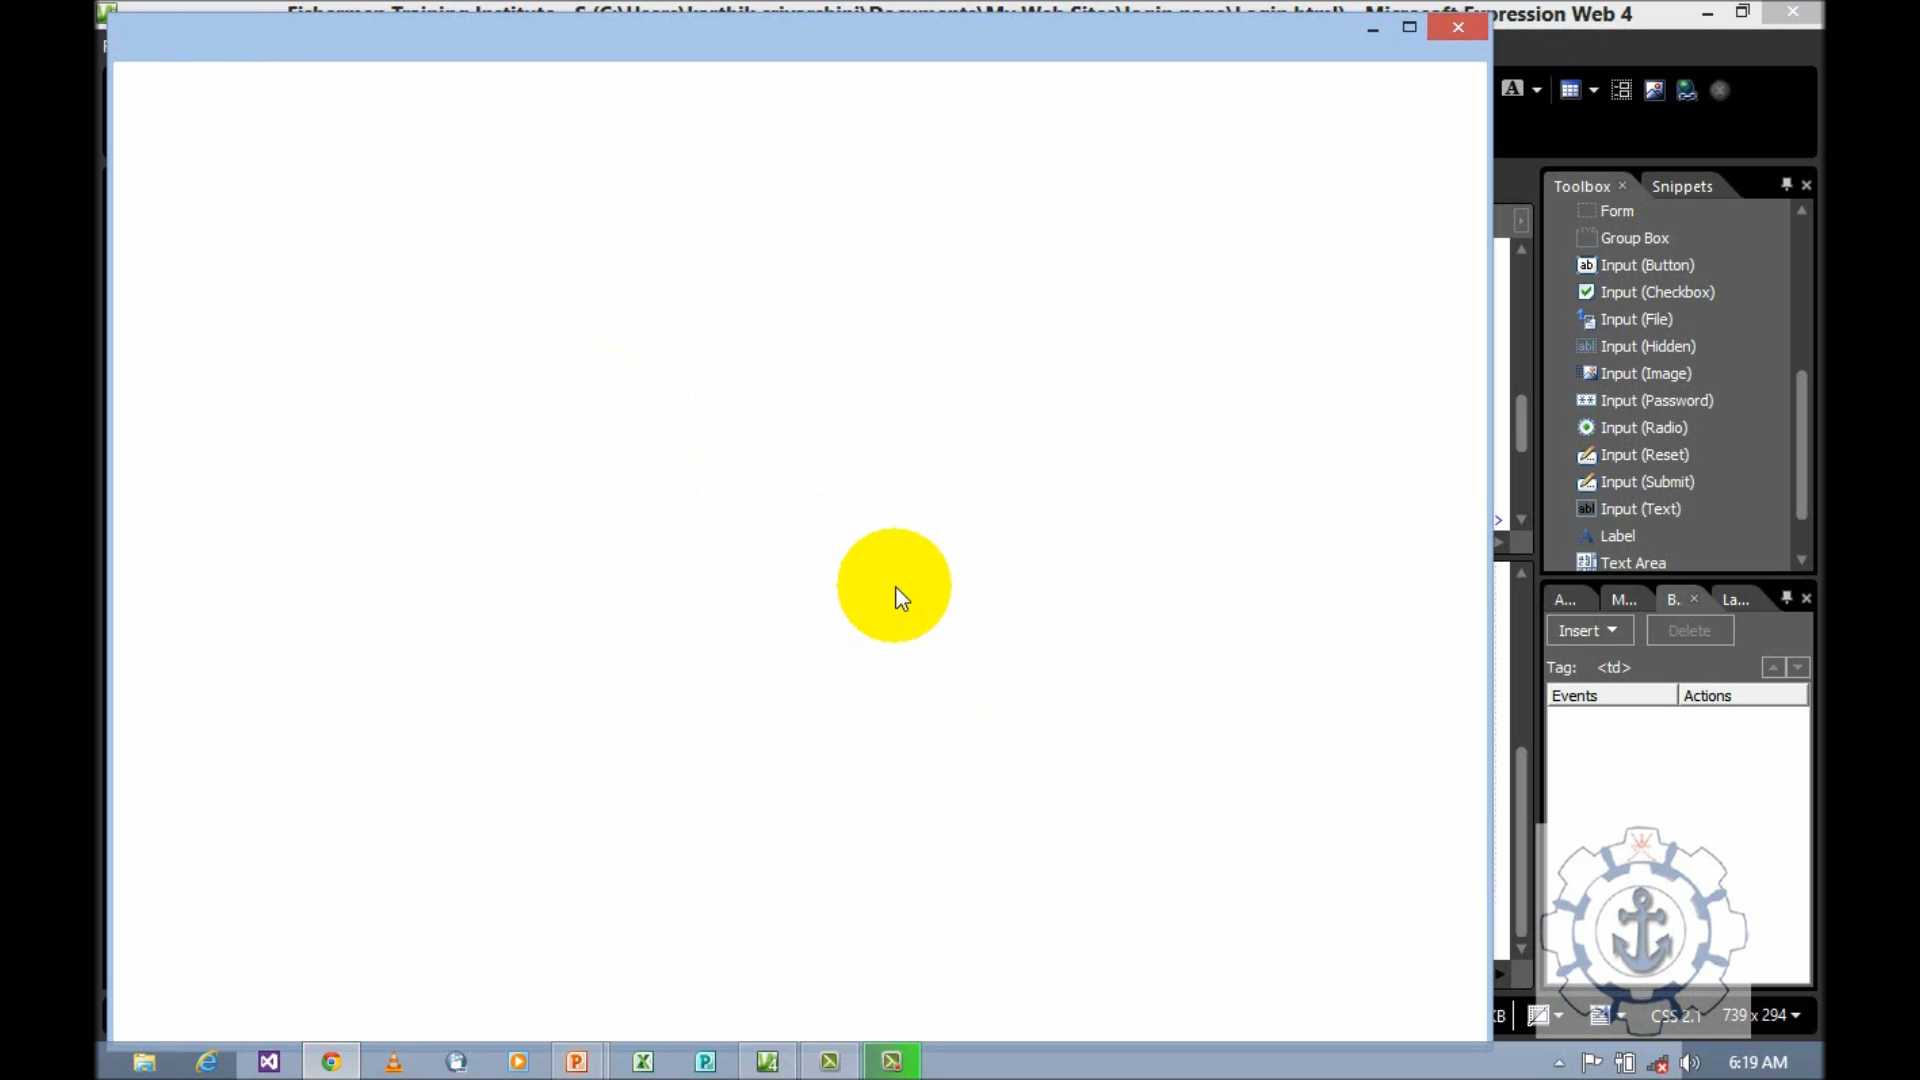 pression Web 4
Toolbox
Snippets
Form
Group Box
Input (Button)
Input (Checkbox)
Input (File)
Input (Hidden)
Input (Image)
Input (Password)
Input (Radio)
Input (Reset)
Input (Submit)
Input (Text)
Label
Text Area
A...
M...
B.
La...
Insert
Delete
Tag: <td>
Events
Actions
KB
CSS 2.1
739 x 294
6:19 AM